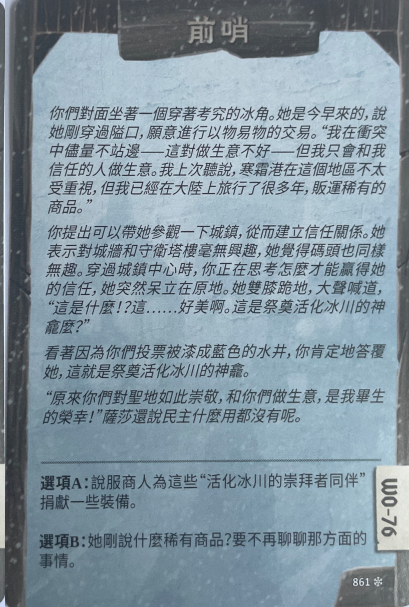 前哨
你們對面坐著一個穿著考究的冰角。她是今早來的，說
她剛穿過隘口，願意進行以物易物的交易。“我在衝突
中儘量不站邊——這對做生意不好——但我只會和我
信任的人做生意。我上次聽說，寒霜港在這個地區不太
受重視，但我已經在大陸上旅行了很多年，販運稀有的
商品。”
你提出可以帶她參觀一下城鎮，從而建立信任關係。她
表示對城牆和守衛塔樓毫無興趣，她覺得碼頭也同樣
無趣。穿過城鎮中心時，你正在思考怎麼才能贏得她
的信任，她突然呆立在原地。她雙膝跪地，大聲喊道，
“這是什麼！？這……好美啊。這是祭奠活化冰川的神
龕麼？”
看著因為你們投票被漆成藍色的水井，你肯定地答覆
她，這就是祭奠活化冰川的神龕。
“原來你們對聖地如此崇敬，和你們做生意，是我畢生
的榮幸！”薩莎還說民主什麼用都沒有呢。
選項A：說服商人為這些“活化冰川的崇拜者同伴”
捐獻一些裝備。
選項B：她剛說什麼稀有商品？要不再聊聊那方面的
事情。
WO-76
861